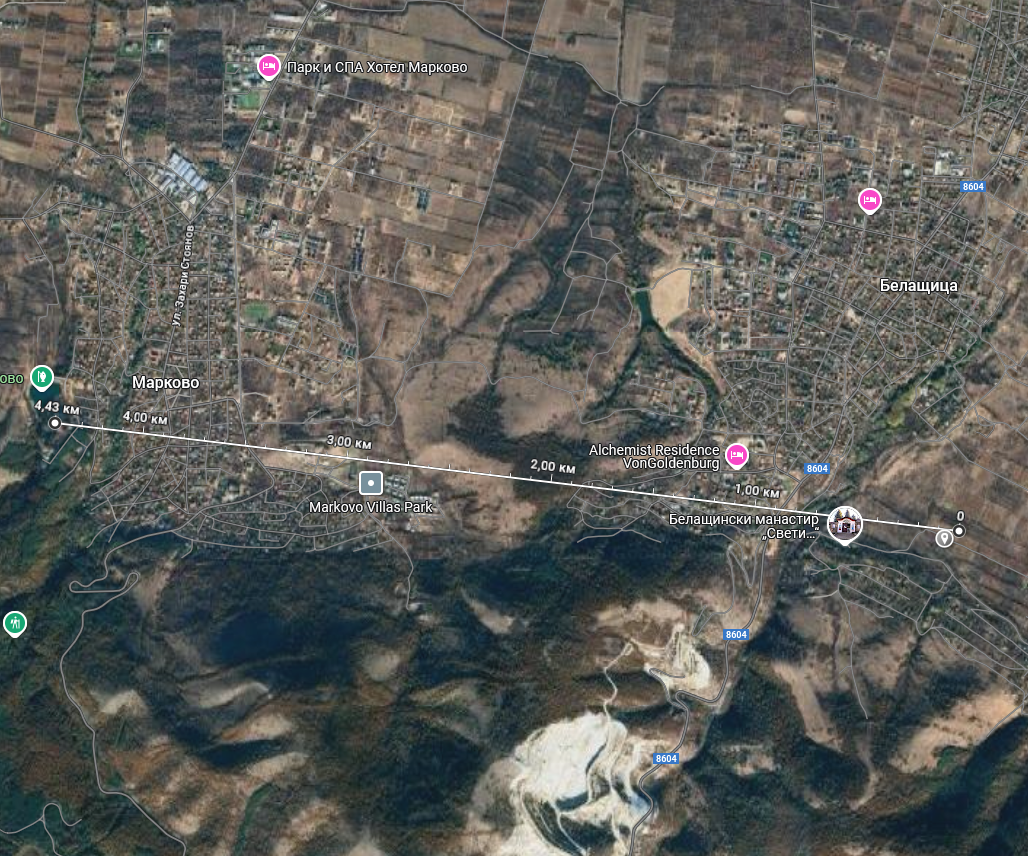 Парк и СПА Хотел Марково
8604
ул. Захари Стоянов
Белащица
ово
Марково
4,43 км
4,00 км
3,00 км
2,00 км
Alchemist Residence
VonGoldenburg
8604
1,00 км
Markovo Villas Park
Белащински манастир
„Свети...“
0
8604
8604